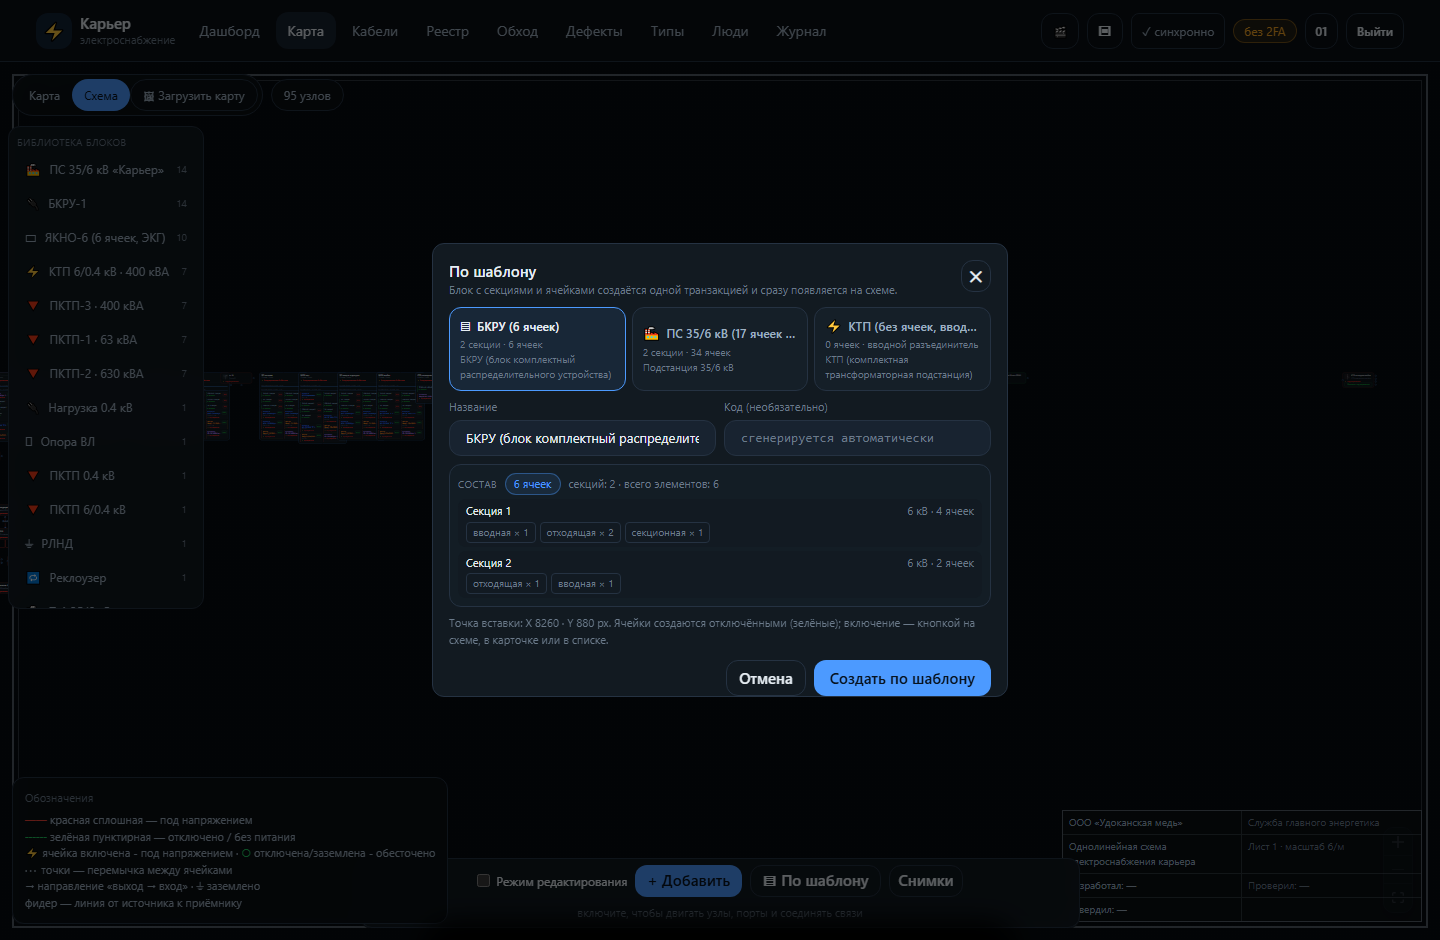 Карьер
электроснабжение
Дашборд
Карта
Кабели
Реестр
Обход
Дефекты
Типы
Люди
Журнал
✓ синхронно
без 2FA
01
Выйти
Карта
Схема
Загрузить карту
95 узлов
БИБЛИОТЕКА БЛОКОВ
ПС 35/6 кВ «Карьер» 14
БКРУ-1 14
ЯКНО-6 (6 ячеек, ЭКГ) 10
КТП 6/0.4 кВ · 400 кВА 7
ПКТП-3 · 400 кВА 7
ПКТП-1 · 63 кВА 7
ПКТП-2 · 630 кВА 7
Нагрузка 0.4 кВ 1
Опора ВЛ 1
ПКТП 0.4 кВ 1
ПКТП 6/0.4 кВ 1
РЛНД 1
Реклоузер 1
По шаблону
Блок с секциями и ячейками создаётся одной транзакцией и сразу появляется на схеме.
БКРУ (6 ячеек)
2 секции · 6 ячеек
БКРУ (блок комплектный
распределительного устройства)
ПС 35/6 кВ (17 ячеек ...
2 секции · 34 ячеек
Подстанция 35/6 кВ
КТП (без ячеек, ввод...
0 ячеек · вводной разъединитель
КТП (комплектная
трансформаторная подстанция)
Название
Код (необязательно)
БКРУ (блок комплектный распределите
сгенерируется автоматически
СОСТАВ
6 ячеек
секций: 2 · всего элементов: 6
Секция 1
6 кВ · 4 ячеек
вводная × 1
отходящая × 2
секционная × 1
Секция 2
6 кВ · 2 ячеек
отходящая × 1
вводная × 1
Точка вставки: X 8260 · Y 880 px. Ячейки создаются отключёнными (зелёные); включение — кнопкой на
схеме, в карточке или в списке.
Отмена
Создать по шаблону
Обозначения
красная сплошная — под напряжением
зелёная пунктирная — отключено / без питания
ячейка включена - под напряжением · отключена/заземлена - обесточено
··· точки — перемычка между ячейками
→ направление «выход → вход» · ⏚ заземлено
фидер — линия от источника к приёмнику
Режим редактирования
+ Добавить
По шаблону
Снимки
включите, чтобы двигать узлы, порты и соединять связи
ООО «Удоканская медь»
Служба главного энергетика
Однолинейная схема
электроснабжения карьера
Лист 1 · масштаб б/м
зработал: —
Проверил: —
вердил: —